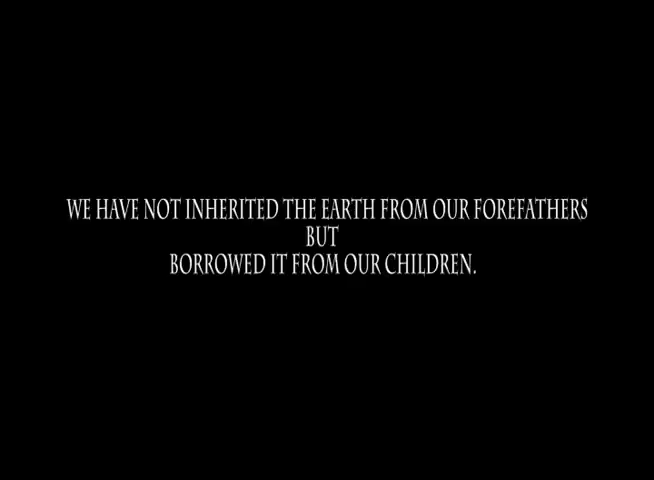 WE HAVE NOT INHERITED THE EARTH FROM OUR FOREFATHERS
BUT
BORROWED IT FROM OUR CHILDREN.